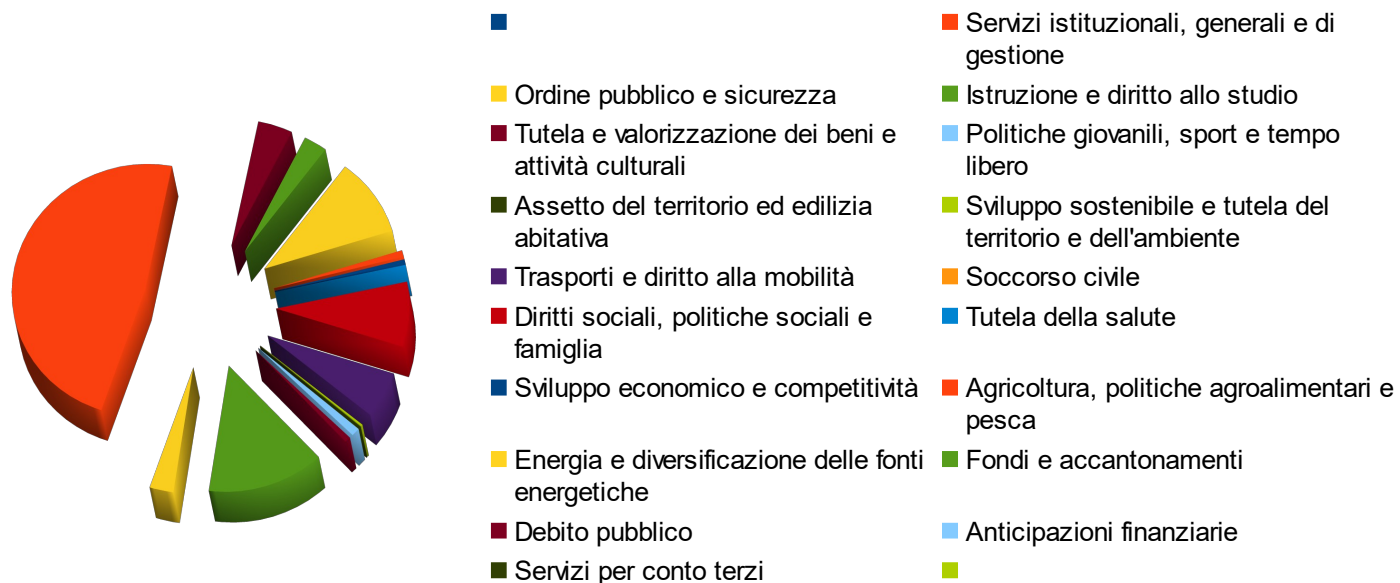 Servizi istituzionali, generali e di
gestione
Ordine pubblico e sicurezza
Istruzione e diritto allo studio
Tutela e valorizzazione dei beni e
attività culturali
Politiche giovanili, sport e tempo
libero
Assetto del territorio ed edilizia
abitativa
Sviluppo sostenibile e tutela del
territorio e dell'ambiente
Trasporti e diritto alla mobilità
Soccorso civile
Diritti sociali, politiche sociali e
famiglia
Tutela della salute
Sviluppo economico e competitività
Agricoltura, politiche agroalimentari e
pesca
Energia e diversificazione delle fonti
energetiche
Fondi e accantonamenti
Debito pubblico
Anticipazioni finanziarie
Servizi per conto terzi